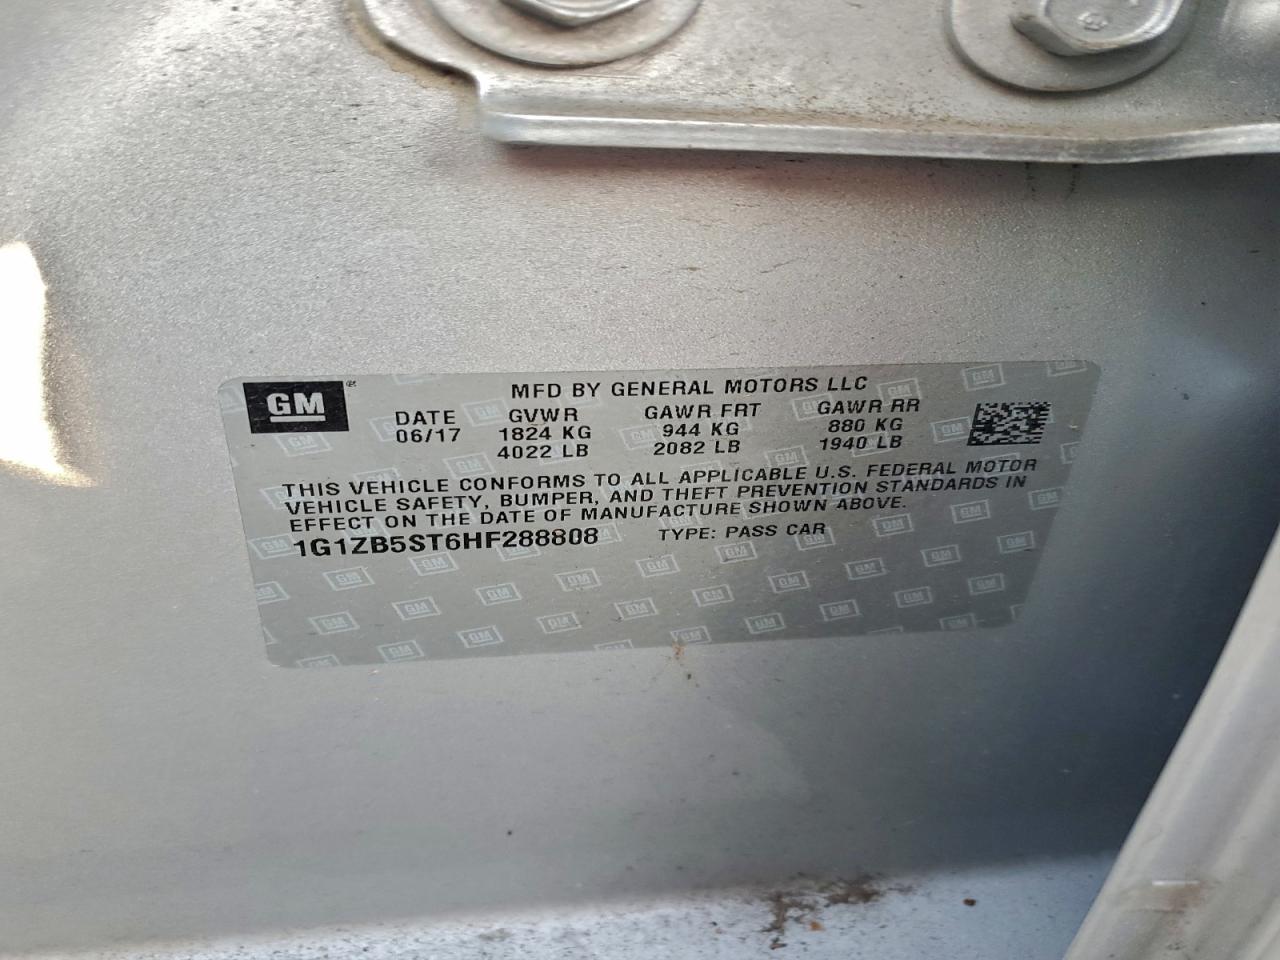 GM
MFD BY GENERAL MOTORS LLC
DATE GVWR GAWR FRT GAWR RR
06/17 1824 KG 944 KG 880 KG
4022 LB 2082 LB 1940 LB
THIS VEHICLE CONFORMS TO ALL APPLICABLE U.S. FEDERAL MOTOR
VEHICLE SAFETY, BUMPER, AND THEFT PREVENTION STANDARDS IN
EFFECT ON THE DATE OF MANUFACTURE SHOWN ABOVE.
1G1ZB5ST6HF288808 TYPE: PASS CAR